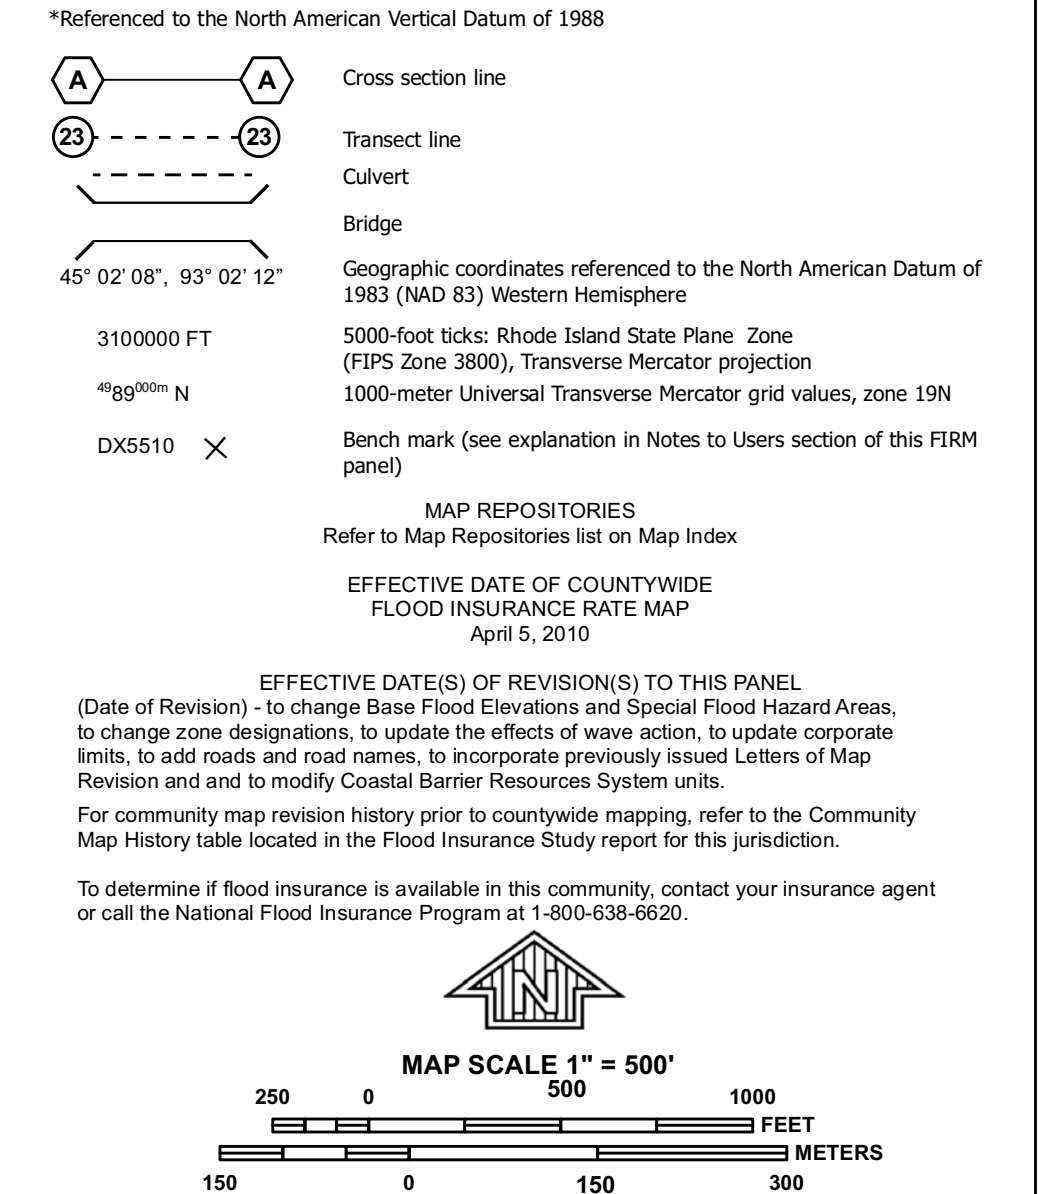 *Referenced to the North American Vertical Datum of 1988
A A Cross section line
23 23 Transect line
Culvert
Bridge
45° 02’ 08”, 93° 02’ 12” Geographic coordinates referenced to the North American Datum of
1983 (NAD 83) Western Hemisphere
3100000 FT 5000-foot ticks: Rhode Island State Plane Zone
(FIPS Zone 3800), Transverse Mercator projection
4989000m N 1000-meter Universal Transverse Mercator grid values, zone 19N
DX5510 Bench mark (see explanation in Notes to Users section of this FIRM
panel)
MAP REPOSITORIES
Refer to Map Repositories list on Map Index
EFFECTIVE DATE OF COUNTYWIDE
FLOOD INSURANCE RATE MAP
April 5, 2010
EFFECTIVE DATE(S) OF REVISION(S) TO THIS PANEL
(Date of Revision) - to change Base Flood Elevations and Special Flood Hazard Areas,
to change zone designations, to update the effects of wave action, to update corporate
limits, to add roads and road names, to incorporate previously issued Letters of Map
Revision and and to modify Coastal Barrier Resources System units.
For community map revision history prior to countywide mapping, refer to the Community
Map History table located in the Flood Insurance Study report for this jurisdiction.
To determine if flood insurance is available in this community, contact your insurance agent
or call the National Flood Insurance Program at 1-800-638-6620.
N
MAP SCALE 1" = 500'
250 0 500 1000
FEET
METERS
150 0 150 300